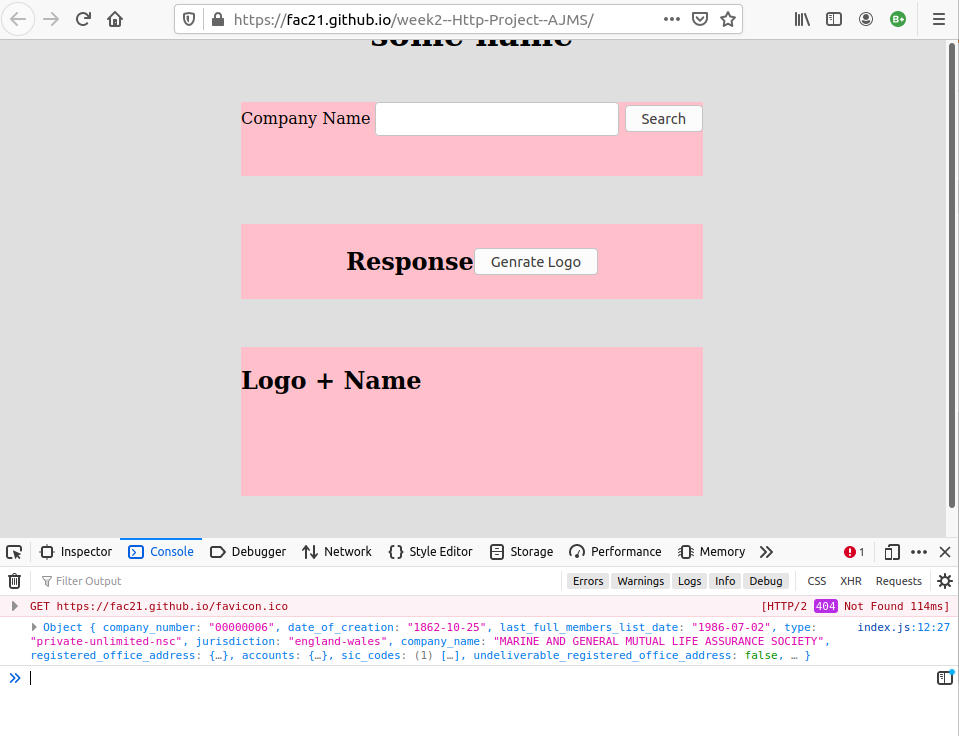 https://fac21.github.io/week2--Http-Project--AJMS/
B+
some name
Company Name Search
Response Genrate Logo
Logo + Name
Inspector Console Debugger Network Style Editor Storage Performance Memory 1
Filter Output Errors Warnings Logs Info Debug CSS XHR Requests
GET https://fac21.github.io/favicon.ico [HTTP/2 404 Not Found 114ms]
Object { company_number: "00000006", date_of_creation: "1862-10-25", last_full_members_list_date: "1986-07-02", type: index.js:12:27
"private-unlimited-nsc", jurisdiction: "england-wales", company_name: "MARINE AND GENERAL MUTUAL LIFE ASSURANCE SOCIETY",
registered_office_address: {…}, accounts: {…}, sic_codes: (1) […], undeliverable_registered_office_address: false, … }